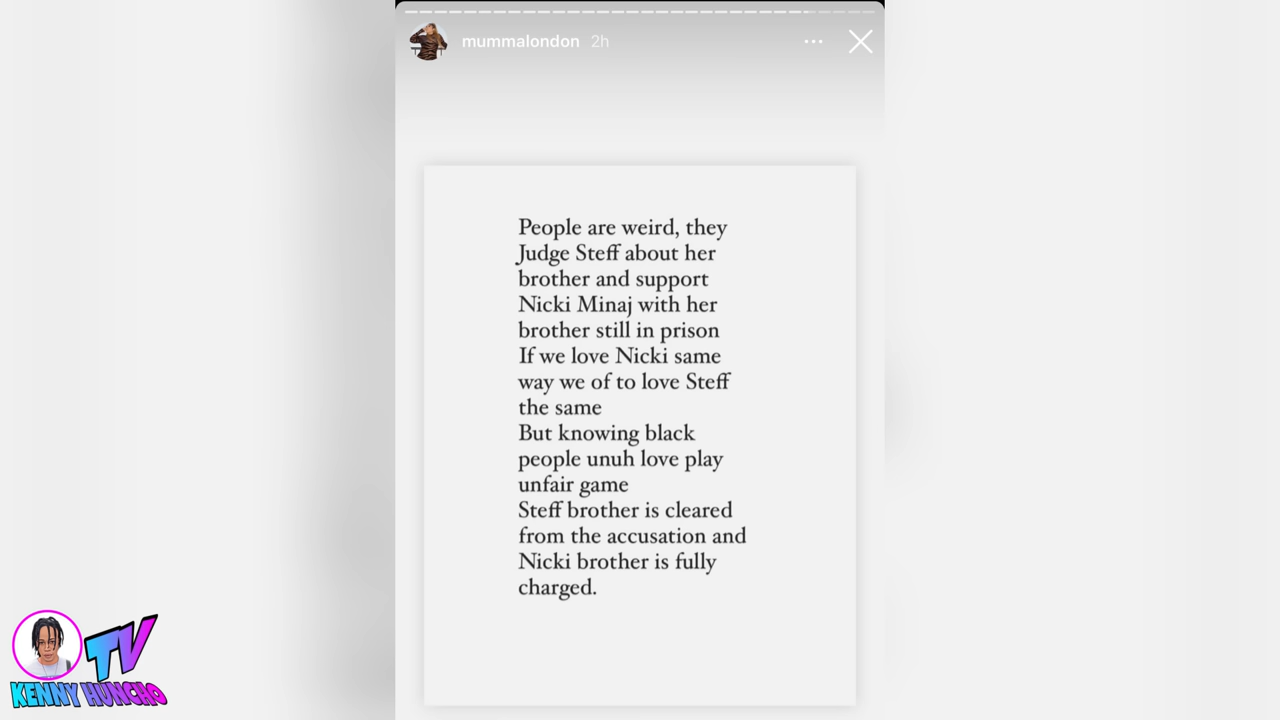 mummalondon 2h
People are weird, they
Judge Steff about her
brother and support
Nicki Minaj with her
brother still in prison
If we love Nicki same
way we of to love Steff
the same
But knowing black
people unuh love play
unfair game
Steff brother is cleared
from the accusation and
Nicki brother is fully
charged.
TV
KENNY HUNCHO